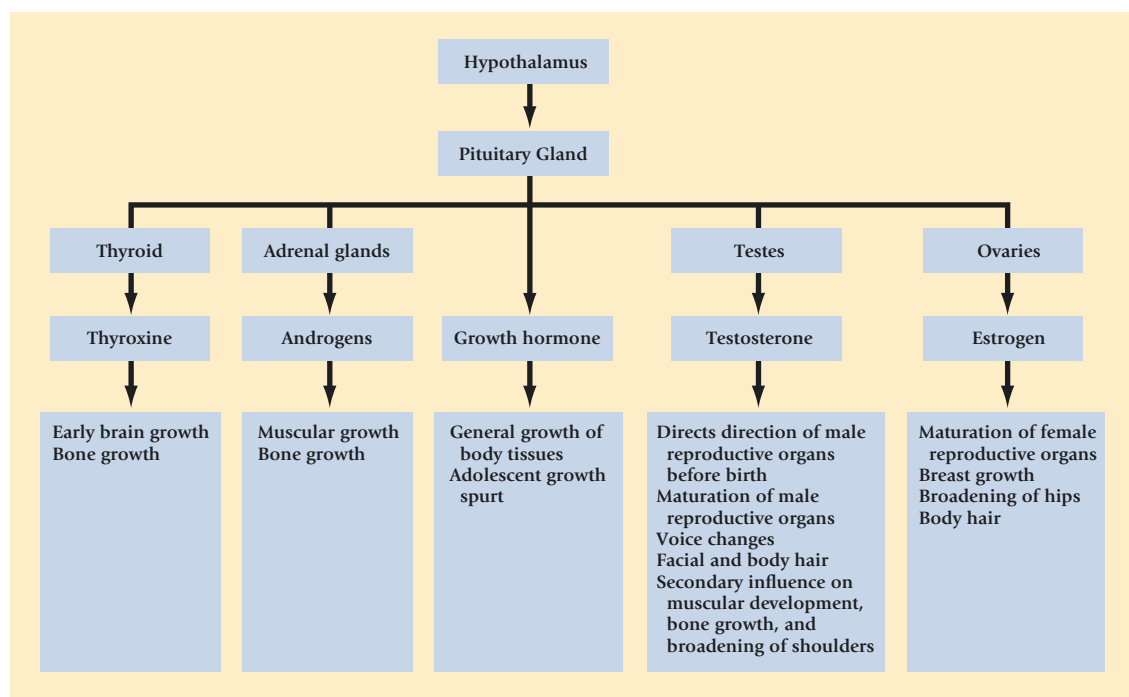 Hypothalamus
Pituitary Gland
Thyroid
Adrenal glands
Testes
Ovaries
Thyroxine
Androgens
Growth hormone
Testosterone
Estrogen
Early brain growth
Bone growth
Muscular growth
Bone growth
General growth of
body tissues
Adolescent growth
spurt
Directs direction of male
reproductive organs
before birth
Maturation of male
reproductive organs
Voice changes
Facial and body hair
Secondary influence on
muscular development,
bone growth, and
broadening of shoulders
Maturation of female
reproductive organs
Breast growth
Broadening of hips
Body hair